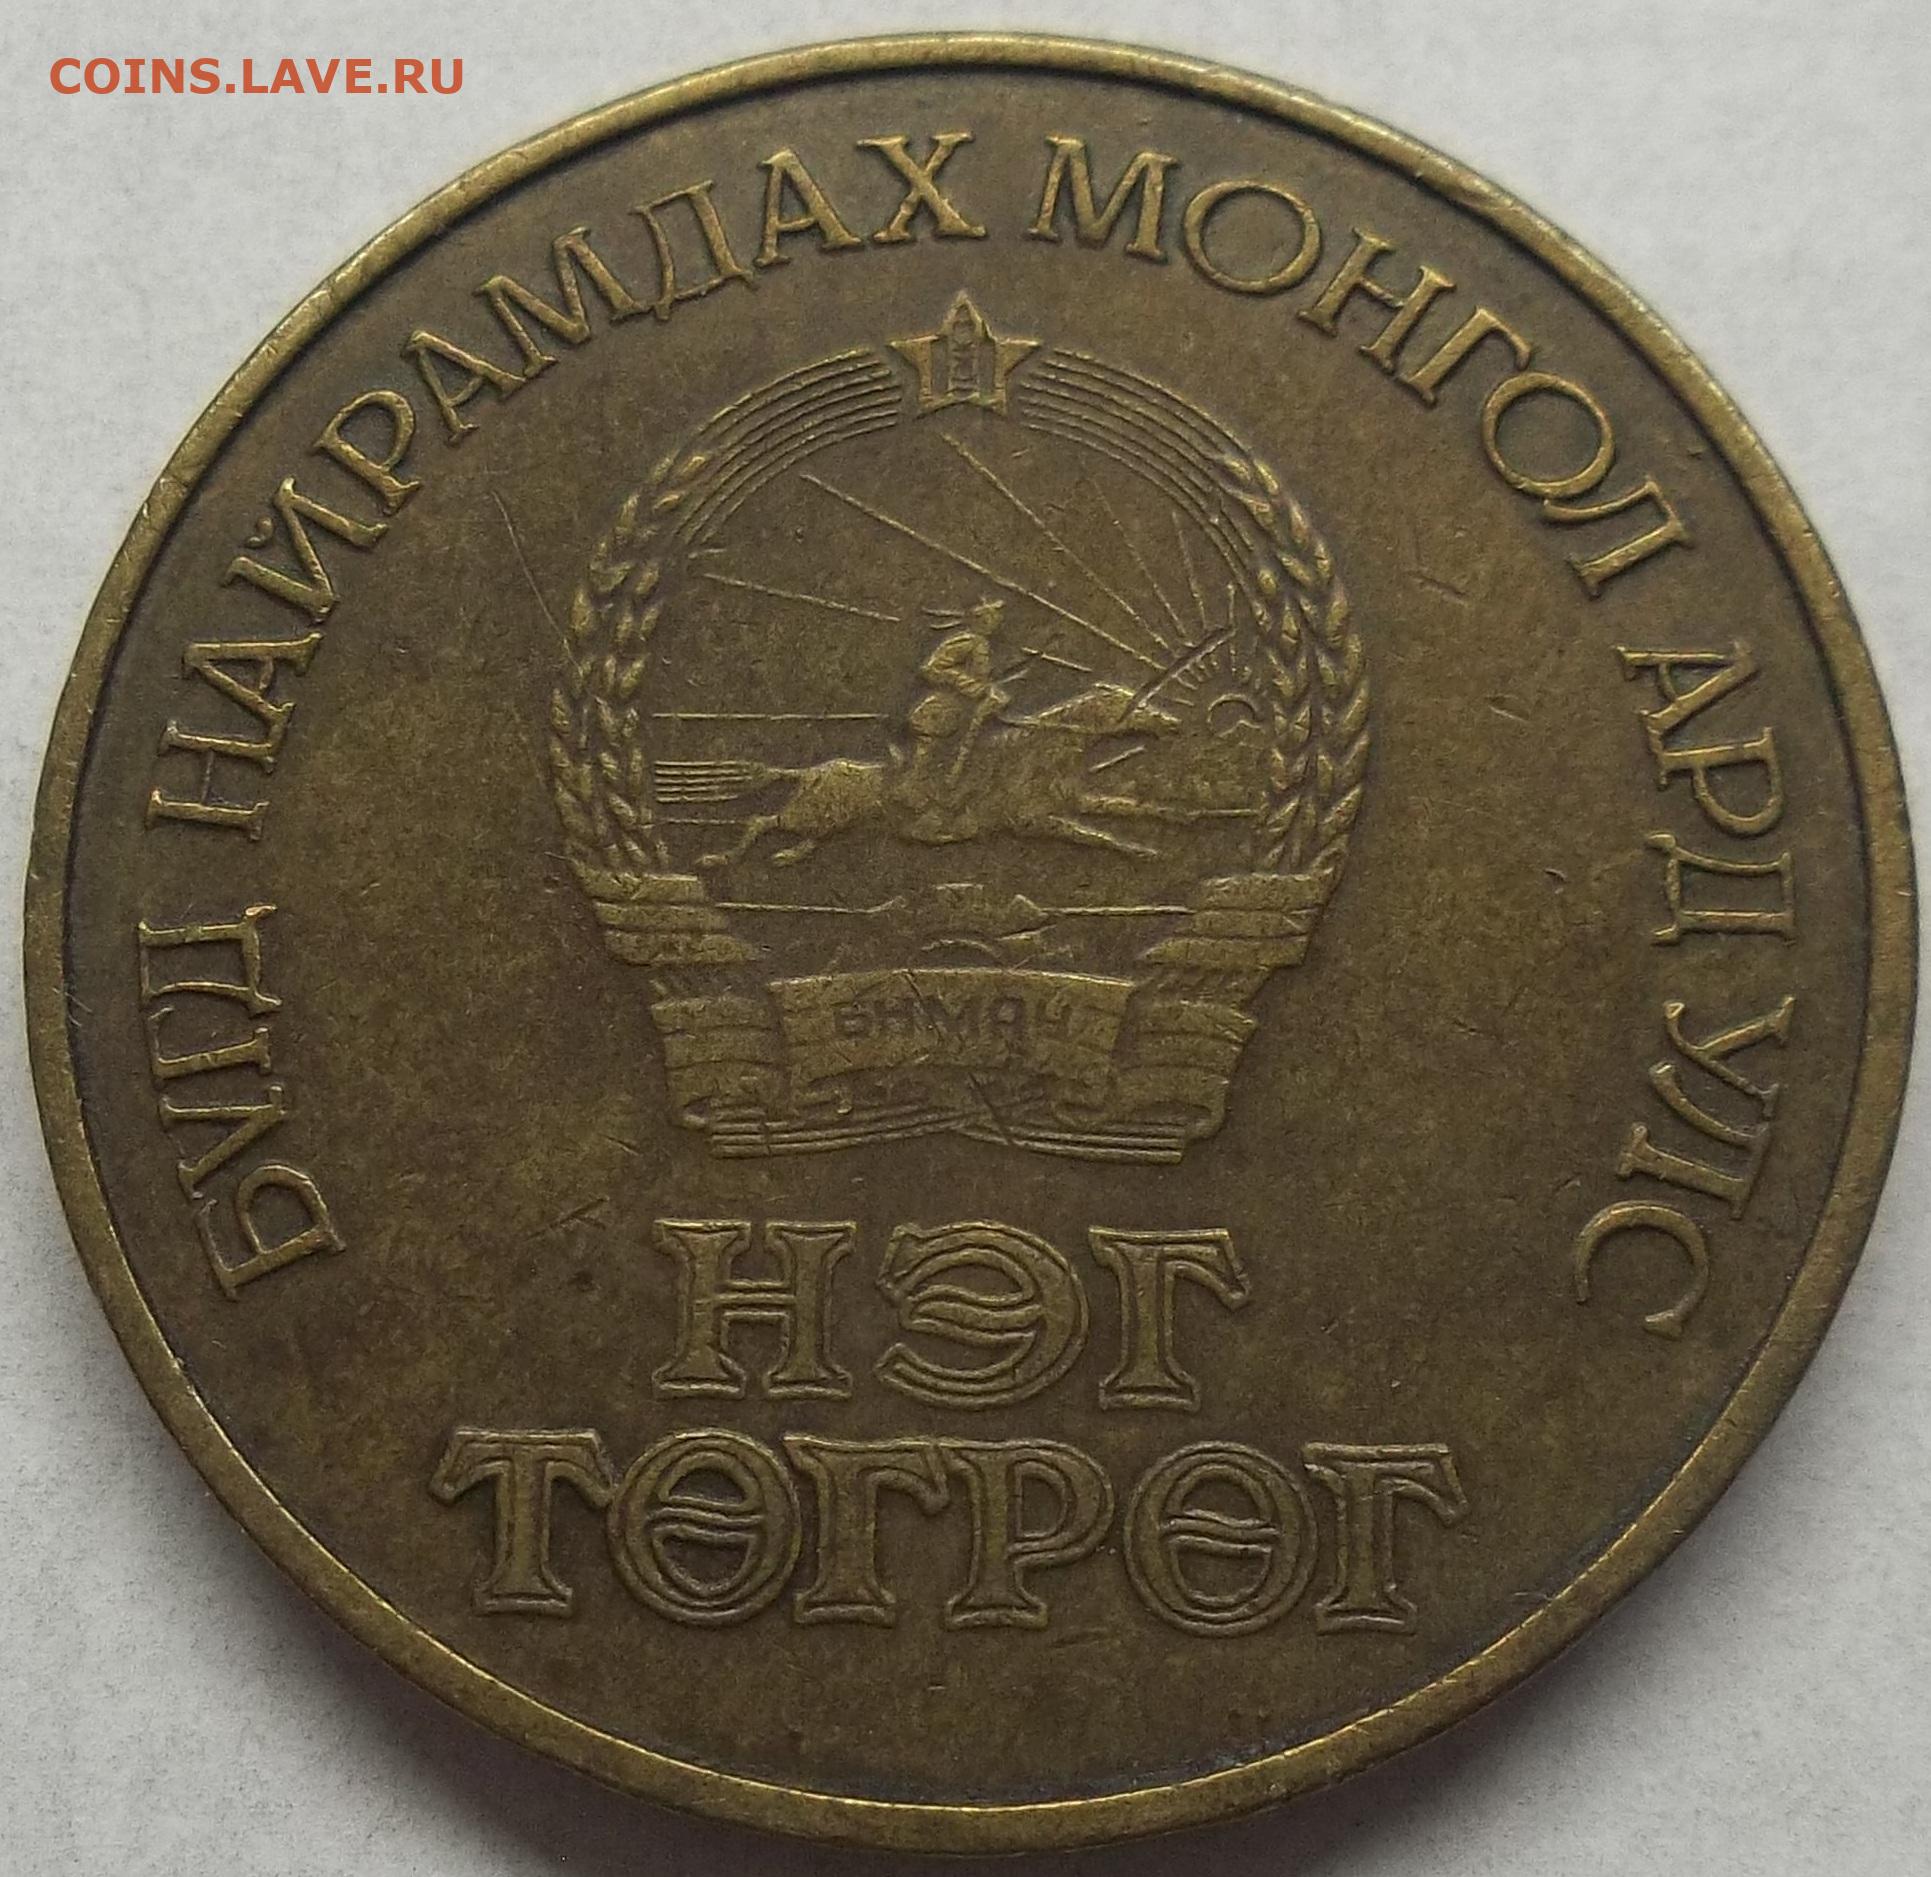 COINS.LAVE.RU
БҮГД НАЙРАМДАХ МОНГОЛ АРД УЛС
БНМАУ
НЭГ
ТӨГРӨГ